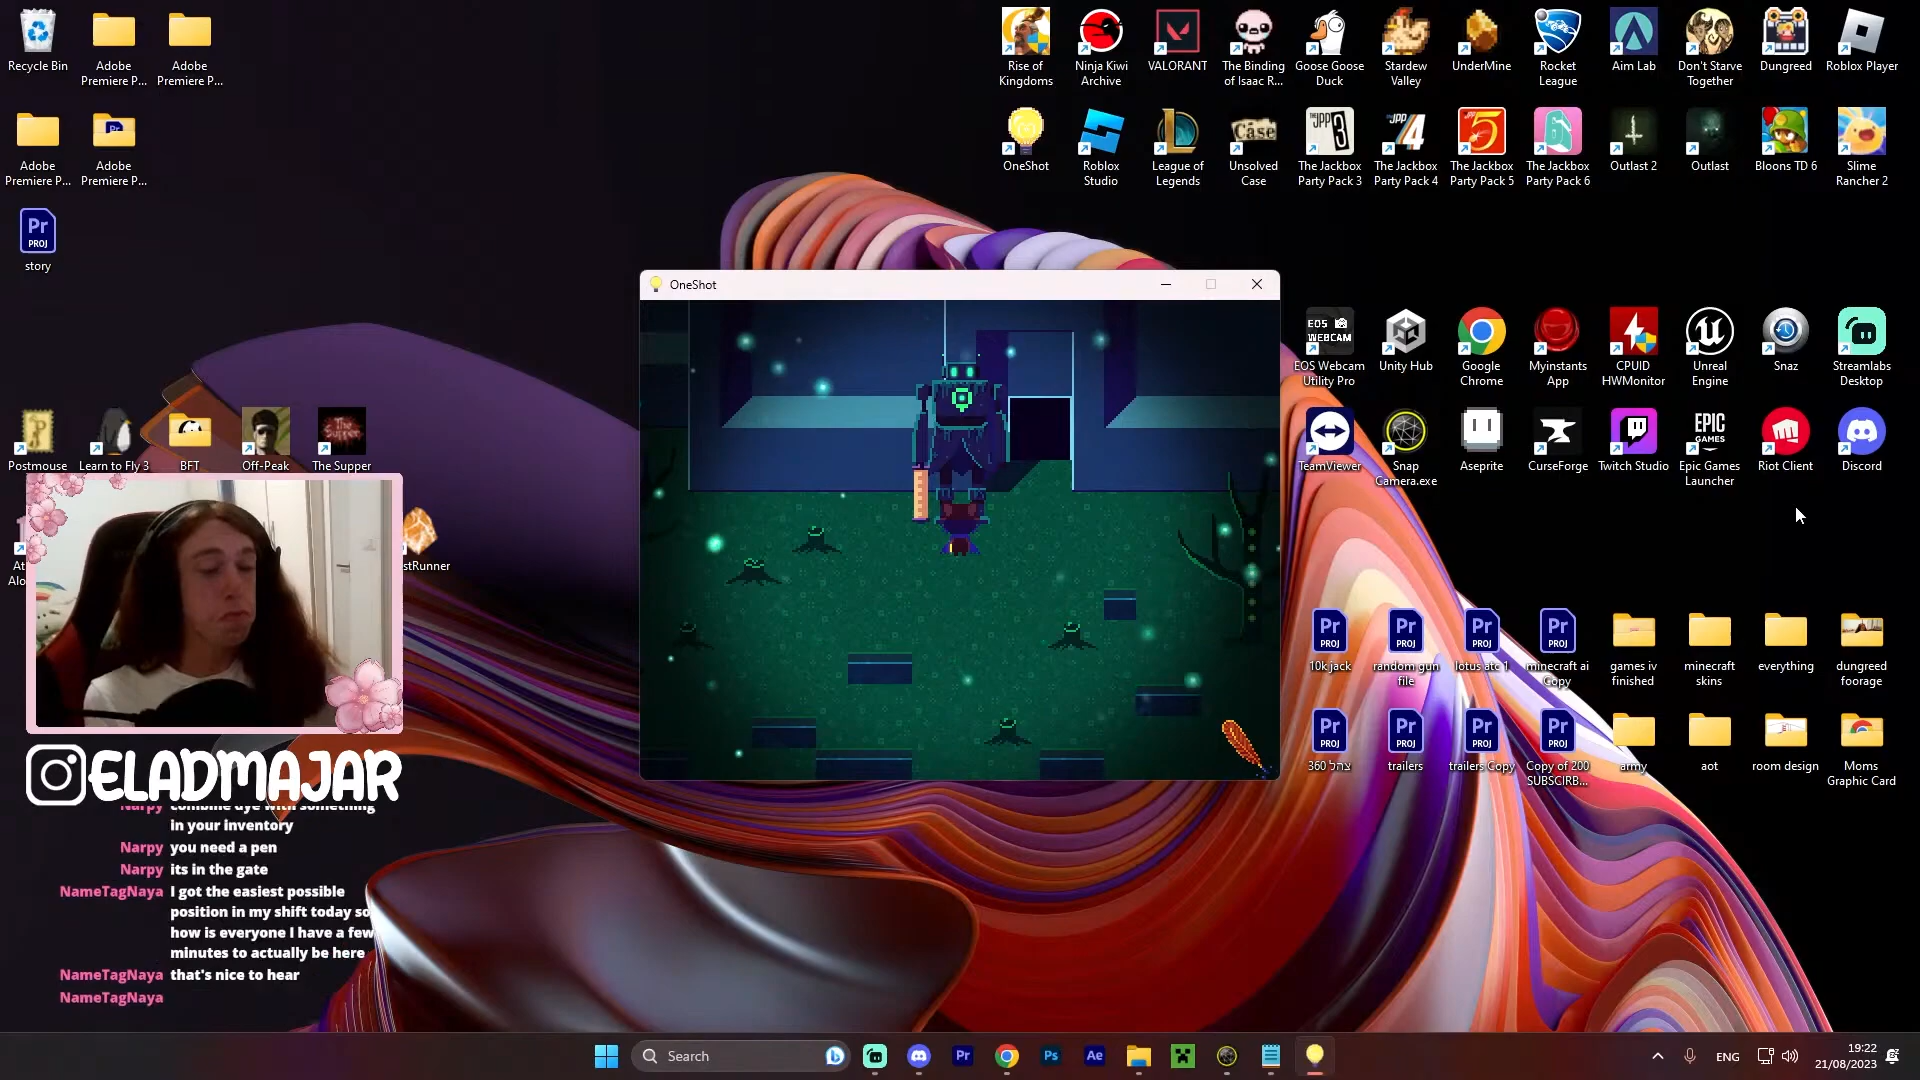 Recycle Bin
Adobe
Premiere P...
Adobe
Premiere P...
Adobe
Premiere P...
Adobe
Premiere P...
story
Rise of
Kingdoms
Ninja Kiwi
Archive
VALORANT
The Binding
of Isaac R...
Goose Goose
Duck
Stardew
Valley
UnderMine
Rocket
League
Aim Lab
Don't Starve
Together
Dungreed
Roblox Player
OneShot
Roblox
Studio
League of
Legends
Unsolved
Case
The Jackbox
Party Pack 3
The Jackbox
Party Pack 4
The Jackbox
Party Pack 5
The Jackbox
Party Pack 6
Outlast 2
Outlast
Bloons TD 6
Slime
Rancher 2
OneShot
EOS Webcam
Utility Pro
Unity Hub
Google
Chrome
Myinstants
App
CPUID
HWMonitor
Unreal
Engine
Snaz
Streamlabs
Desktop
Postmouse
Learn to Fly 3
BFT
Off-Peak
The Supper
TeamViewer
Snap
Camera.exe
Aseprite
CurseForge
Twitch Studio
Epic Games
Launcher
Riot Client
Discord
stRunner
10k jack
random gun
file
lotus atc 1
minecraft ai
Copy
games iv
finished
minecraft
skins
everything
dungreed
foorage
360 צהל
trailers
trailers Copy
Copy of 200
SUBSCIRB...
army
aot
room design
Moms
Graphic Card
ELADMAJAR
Narpy combine dye with something
in your inventory
Narpy you need a pen
Narpy its in the gate
NameTagNaya I got the easiest possible
position in my shift today so
how is everyone I have a few
minutes to actually be here
NameTagNaya that's nice to hear
NameTagNaya
Search
ENG
19:22
21/08/2023